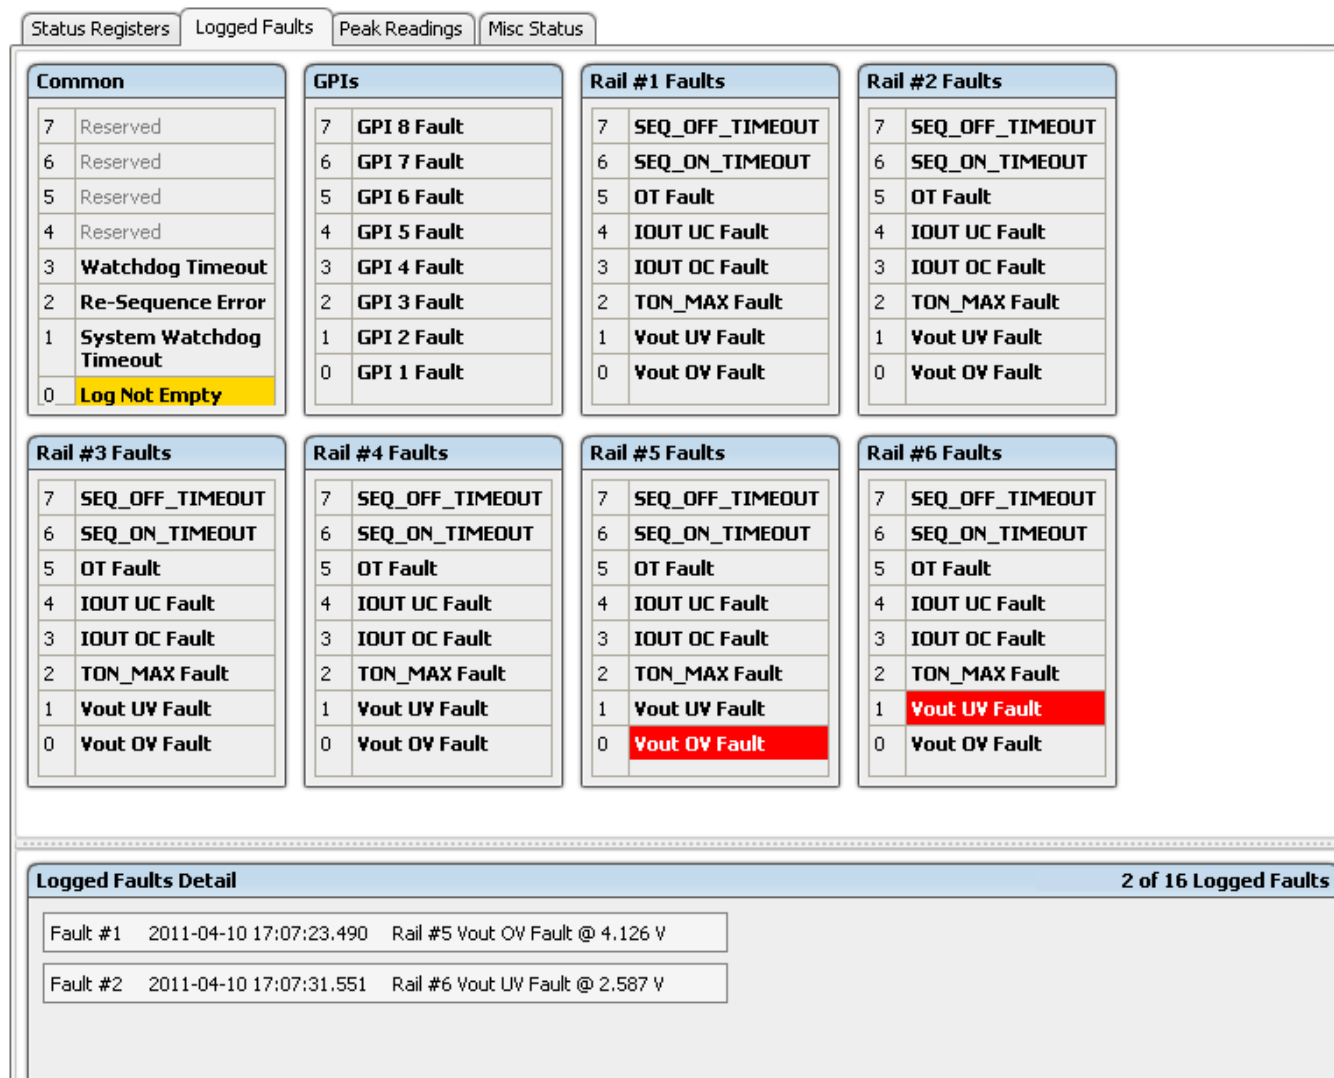 Status Registers Logged Faults Peak Readings Misc Status
Common
7 Reserved
6 Reserved
5 Reserved
4 Reserved
3 Watchdog Timeout
2 Re-Sequence Error
1 System Watchdog
Timeout
0 Log Not Empty
GPIs
7 GPI 8 Fault
6 GPI 7 Fault
5 GPI 6 Fault
4 GPI 5 Fault
3 GPI 4 Fault
2 GPI 3 Fault
1 GPI 2 Fault
0 GPI 1 Fault
Rail #1 Faults
7 SEQ_OFF_TIMEOUT
6 SEQ_ON_TIMEOUT
5 OT Fault
4 IOUT UC Fault
3 IOUT OC Fault
2 TON_MAX Fault
1 Vout UV Fault
0 Vout OV Fault
Rail #2 Faults
7 SEQ_OFF_TIMEOUT
6 SEQ_ON_TIMEOUT
5 OT Fault
4 IOUT UC Fault
3 IOUT OC Fault
2 TON_MAX Fault
1 Vout UV Fault
0 Vout OV Fault
Rail #3 Faults
7 SEQ_OFF_TIMEOUT
6 SEQ_ON_TIMEOUT
5 OT Fault
4 IOUT UC Fault
3 IOUT OC Fault
2 TON_MAX Fault
1 Vout UV Fault
0 Vout OV Fault
Rail #4 Faults
7 SEQ_OFF_TIMEOUT
6 SEQ_ON_TIMEOUT
5 OT Fault
4 IOUT UC Fault
3 IOUT OC Fault
2 TON_MAX Fault
1 Vout UV Fault
0 Vout OV Fault
Rail #5 Faults
7 SEQ_OFF_TIMEOUT
6 SEQ_ON_TIMEOUT
5 OT Fault
4 IOUT UC Fault
3 IOUT OC Fault
2 TON_MAX Fault
1 Vout UV Fault
0 Vout OV Fault
Rail #6 Faults
7 SEQ_OFF_TIMEOUT
6 SEQ_ON_TIMEOUT
5 OT Fault
4 IOUT UC Fault
3 IOUT OC Fault
2 TON_MAX Fault
1 Vout UV Fault
0 Vout OV Fault
Logged Faults Detail 2 of 16 Logged Faults
Fault #1 2011-04-10 17:07:23.490 Rail #5 Vout OV Fault @ 4.126 V
Fault #2 2011-04-10 17:07:31.551 Rail #6 Vout UV Fault @ 2.587 V